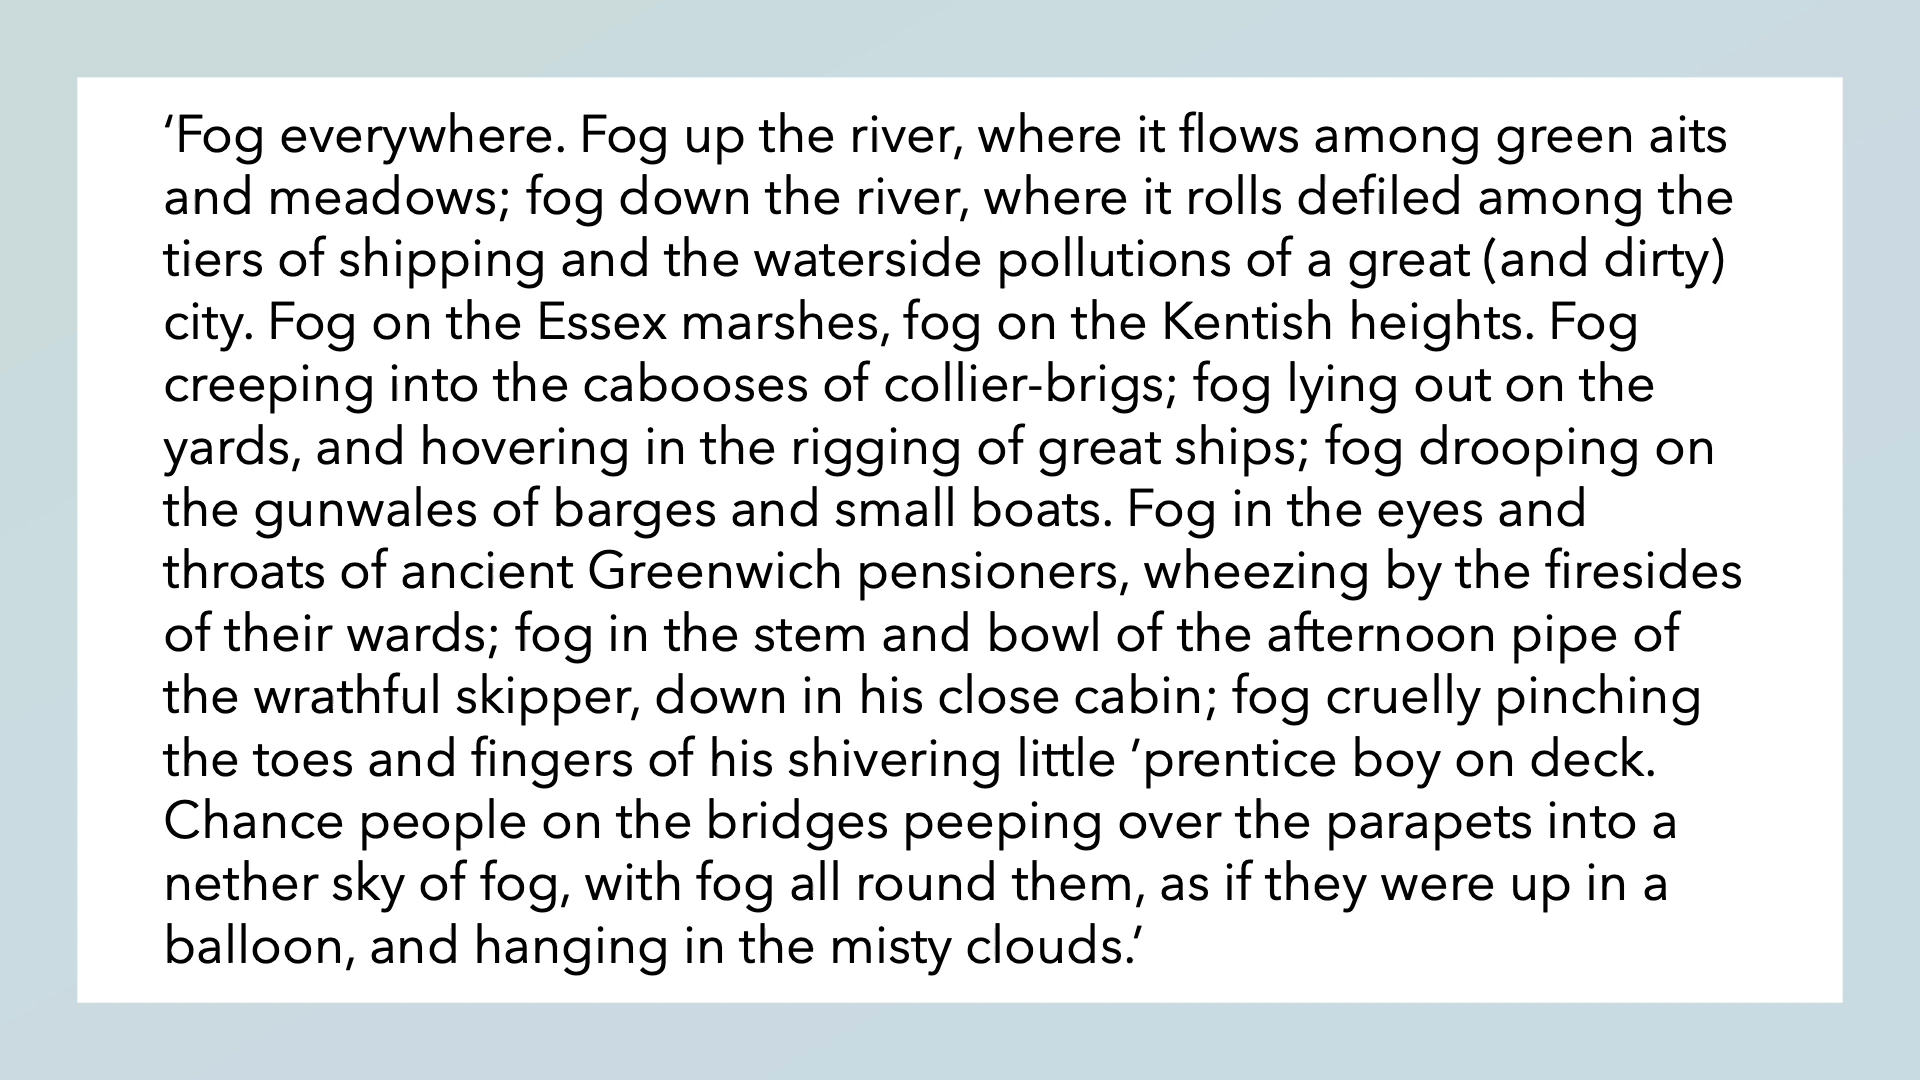 ‘Fog everywhere. Fog up the river, where it flows among green aits
and meadows; fog down the river, where it rolls defiled among the
tiers of shipping and the waterside pollutions of a great (and dirty)
city. Fog on the Essex marshes, fog on the Kentish heights. Fog
creeping into the cabooses of collier-brigs; fog lying out on the
yards, and hovering in the rigging of great ships; fog drooping on
the gunwales of barges and small boats. Fog in the eyes and
throats of ancient Greenwich pensioners, wheezing by the firesides
of their wards; fog in the stem and bowl of the afternoon pipe of
the wrathful skipper, down in his close cabin; fog cruelly pinching
the toes and fingers of his shivering little ’prentice boy on deck.
Chance people on the bridges peeping over the parapets into a
nether sky of fog, with fog all round them, as if they were up in a
balloon, and hanging in the misty clouds.’